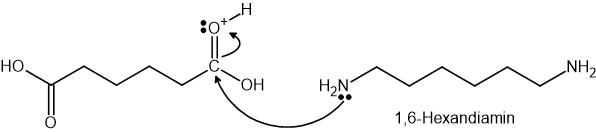 H
O+
HO
C
OH
O
H2N
NH2
1,6-Hexandiamin